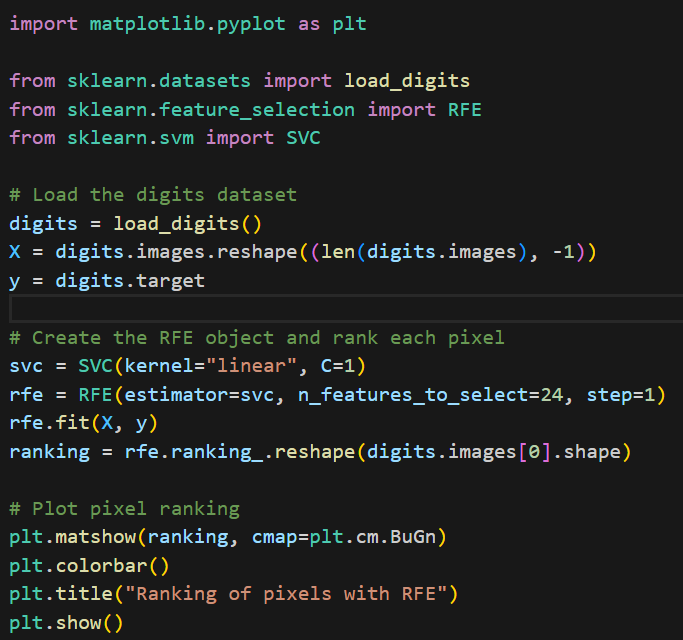 import matplotlib.pyplot as plt
from sklearn.datasets import load_digits
from sklearn.feature_selection import RFE
from sklearn.svm import SVC
# Load the digits dataset
digits = load_digits()
X = digits.images.reshape((len(digits.images), -1))
y = digits.target
# Create the RFE object and rank each pixel
svc = SVC(kernel="linear", C=1)
rfe = RFE(estimator=svc, n_features_to_select=24, step=1)
rfe.fit(X, y)
ranking = rfe.ranking_.reshape(digits.images[0].shape)
# Plot pixel ranking
plt.matshow(ranking, cmap=plt.cm.BuGn)
plt.colorbar()
plt.title("Ranking of pixels with RFE")
plt.show()